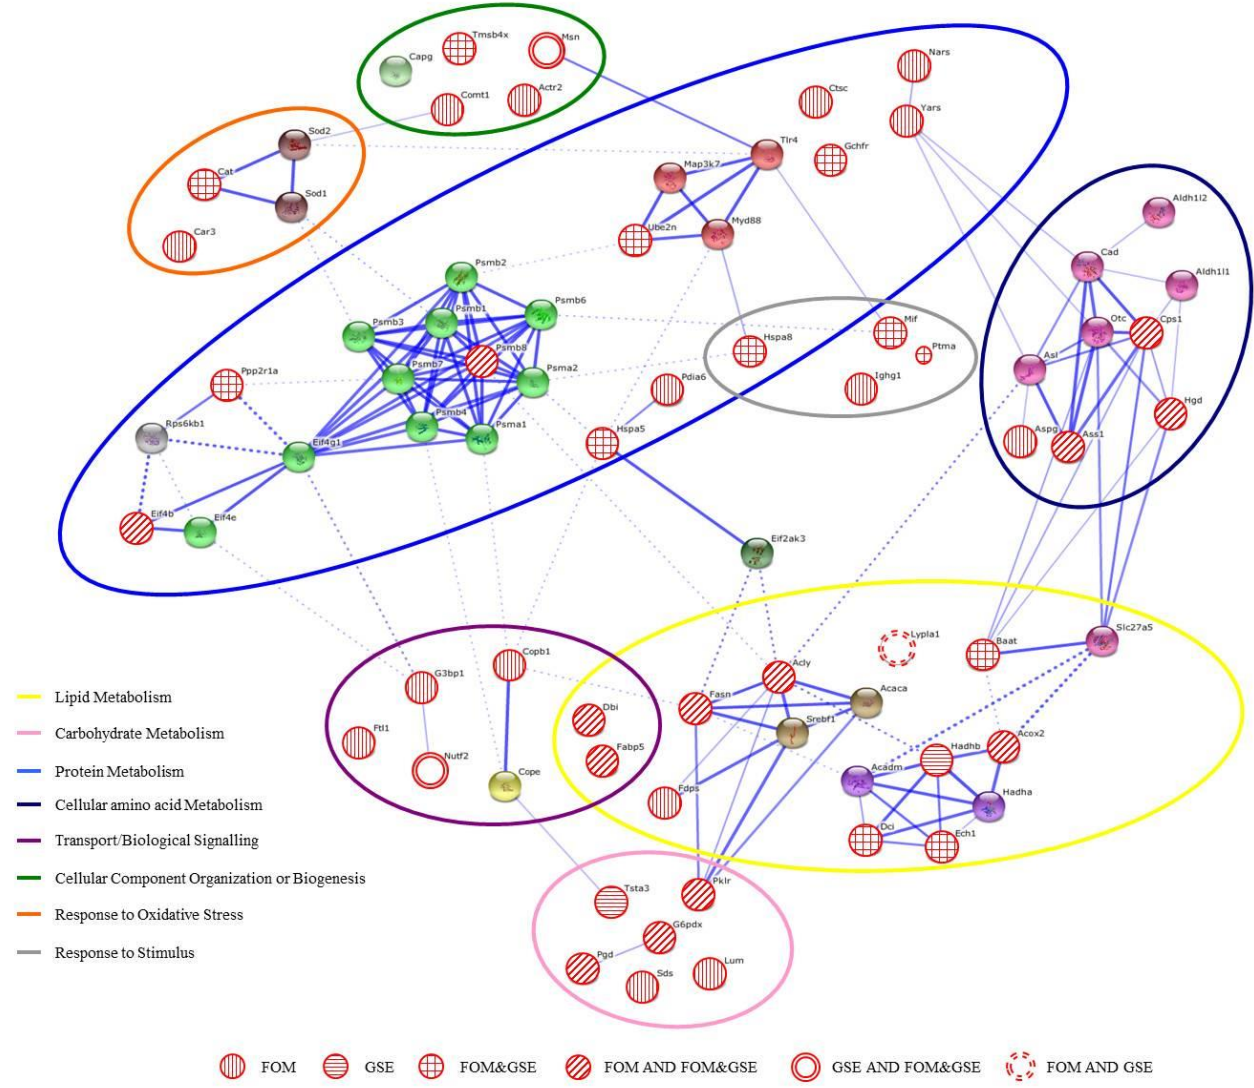 Tmsb4x
Msn
Capg
Comt1
Actr2
Nars
Ctsc
Yars
Sod2
Tlr4
Gchfr
Cat
Map3k7
Sod1
Ube2n
Myd88
Car3
Aldh1l2
Cad
Aldh1l1
Psmb2
Psmb6
Psmb1
Psmb3
Psmb8
Psmb7
Psma2
Psmb4
Psma1
Hspa8
Mif
Ptma
Ighg1
Otc
Cps1
Asl
Hgd
Aspg
Ass1
Ppp2r1a
Pdia6
Rps6kb1
Eif4g1
Hspa5
Eif4b
Eif4e
Eif2ak3
Lypla1
Baat
Slc27a5
Copb1
G3bp1
Acly
Fasn
Acaca
Dbi
Srebf1
Ftl1
Fabp5
Nutf2
Cope
Hadhb
Acox2
Acadm
Hadha
Fdps
Dci
Ech1
Lipid Metabolism
Carbohydrate Metabolism
Protein Metabolism
Cellular amino acid Metabolism
Transport/Biological Signalling
Cellular Component Organization or Biogenesis
Response to Oxidative Stress
Response to Stimulus
Tsta3
Pklr
G6pdx
Pgd
Sds
Lum
FOM
GSE
FOM&GSE
FOM AND FOM&GSE
GSE AND FOM&GSE
FOM AND GSE